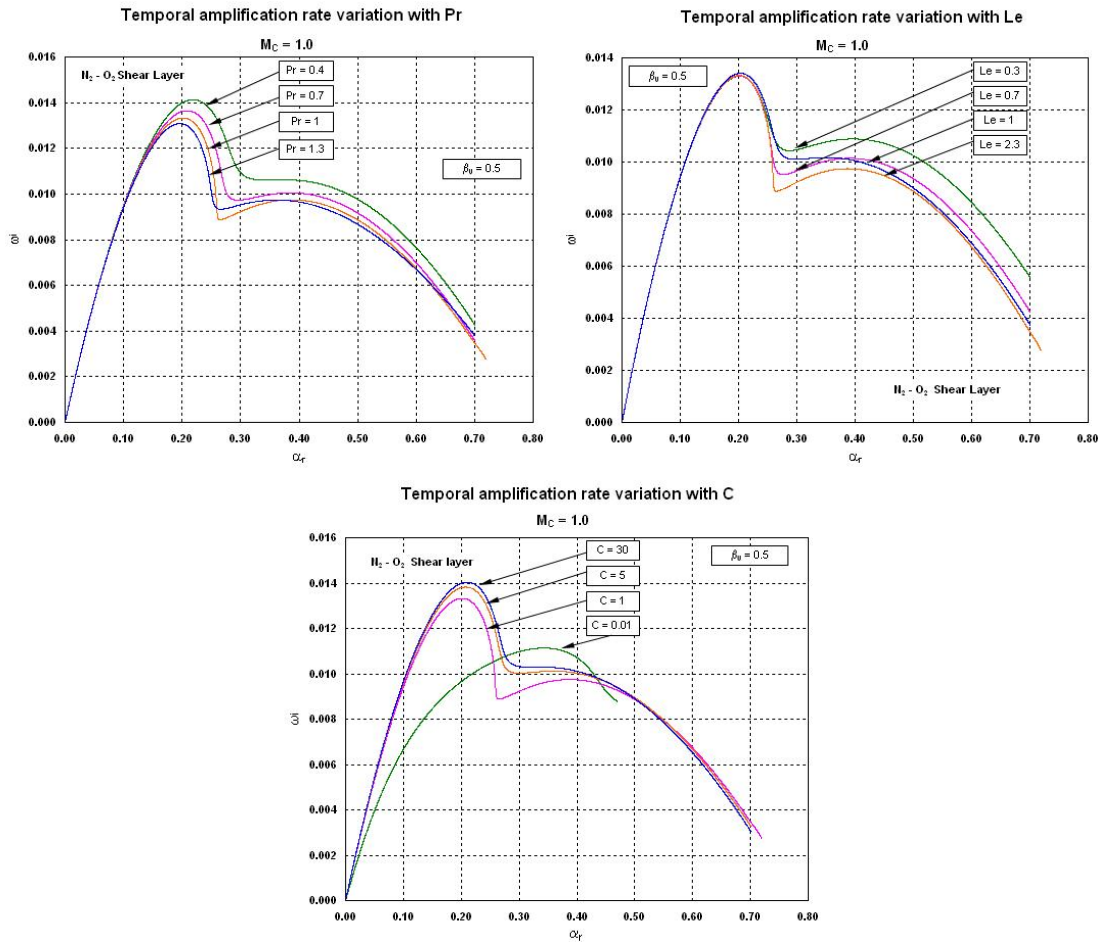 Temporal amplification rate variation with Pr
M_C = 1.0
N₂ - O₂ Shear Layer
Pr = 0.4
Pr = 0.7
Pr = 1
Pr = 1.3
β_U = 0.5
0.016
0.014
0.012
0.010
0.008
0.006
0.004
0.002
0.000
ωi
0.00 0.10 0.20 0.30 0.40 0.50 0.60 0.70 0.80
α_r
Temporal amplification rate variation with Le
M_C = 1.0
β_U = 0.5
Le = 0.3
Le = 0.7
Le = 1
Le = 2.3
N₂ - O₂ Shear Layer
0.014
0.012
0.010
0.008
0.006
0.004
0.002
0.000
ωi
0.00 0.10 0.20 0.30 0.40 0.50 0.60 0.70 0.80
α_r
Temporal amplification rate variation with C
M_C = 1.0
N₂ - O₂ Shear layer
C = 30
C = 5
C = 1
C = 0.01
β_U = 0.5
0.016
0.014
0.012
0.010
0.008
0.006
0.004
0.002
0.000
ωi
0.00 0.10 0.20 0.30 0.40 0.50 0.60 0.70 0.80
α_r